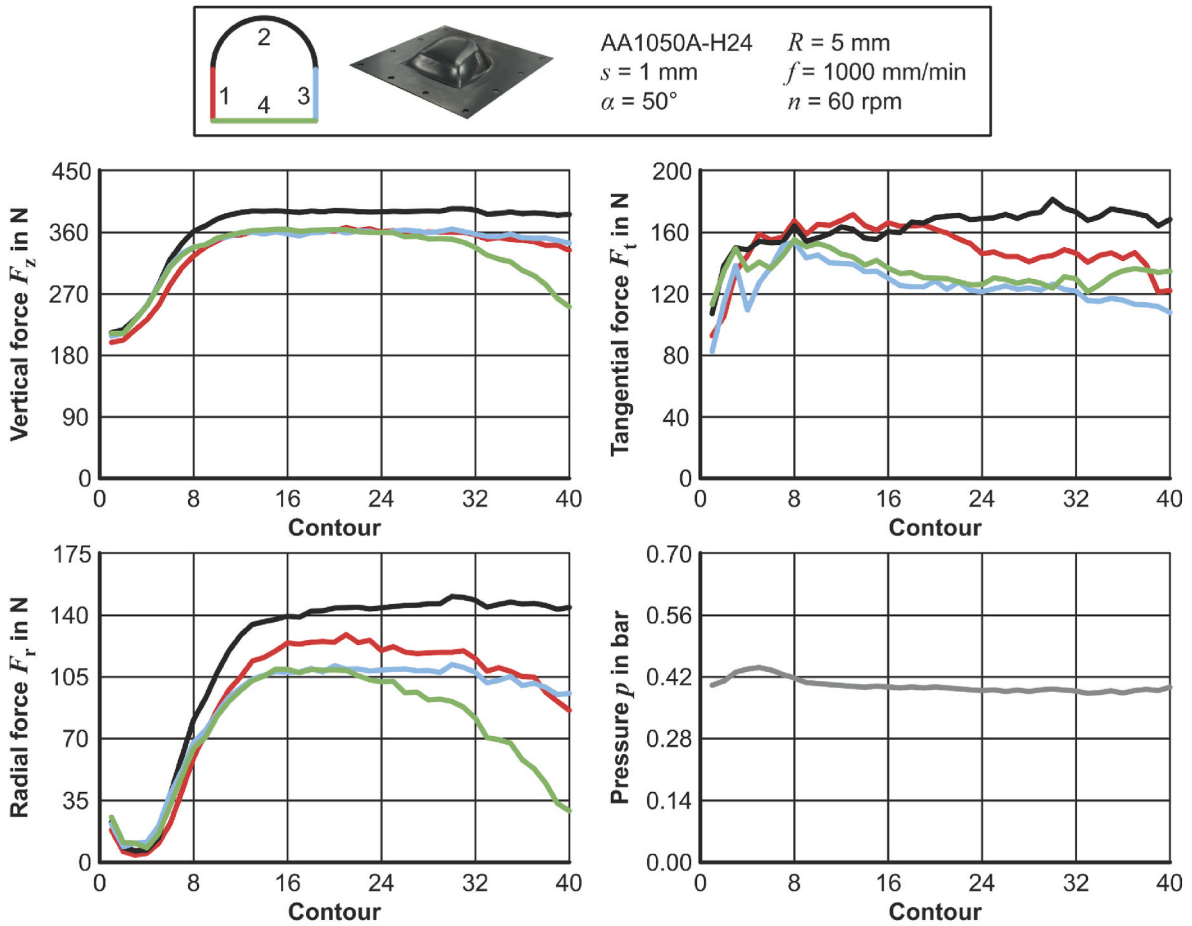 2
1 3
4
AA1050A-H24 R = 5 mm
s = 1 mm f = 1000 mm/min
α = 50° n = 60 rpm
Vertical force Fz in N
450
360
270
180
90
0
0 8 16 24 32 40
Contour
Tangential force Ft in N
200
160
120
80
40
0
0 8 16 24 32 40
Contour
Radial force Fr in N
175
140
105
70
35
0
0 8 16 24 32 40
Contour
Pressure p in bar
0.70
0.56
0.42
0.28
0.14
0.00
0 8 16 24 32 40
Contour